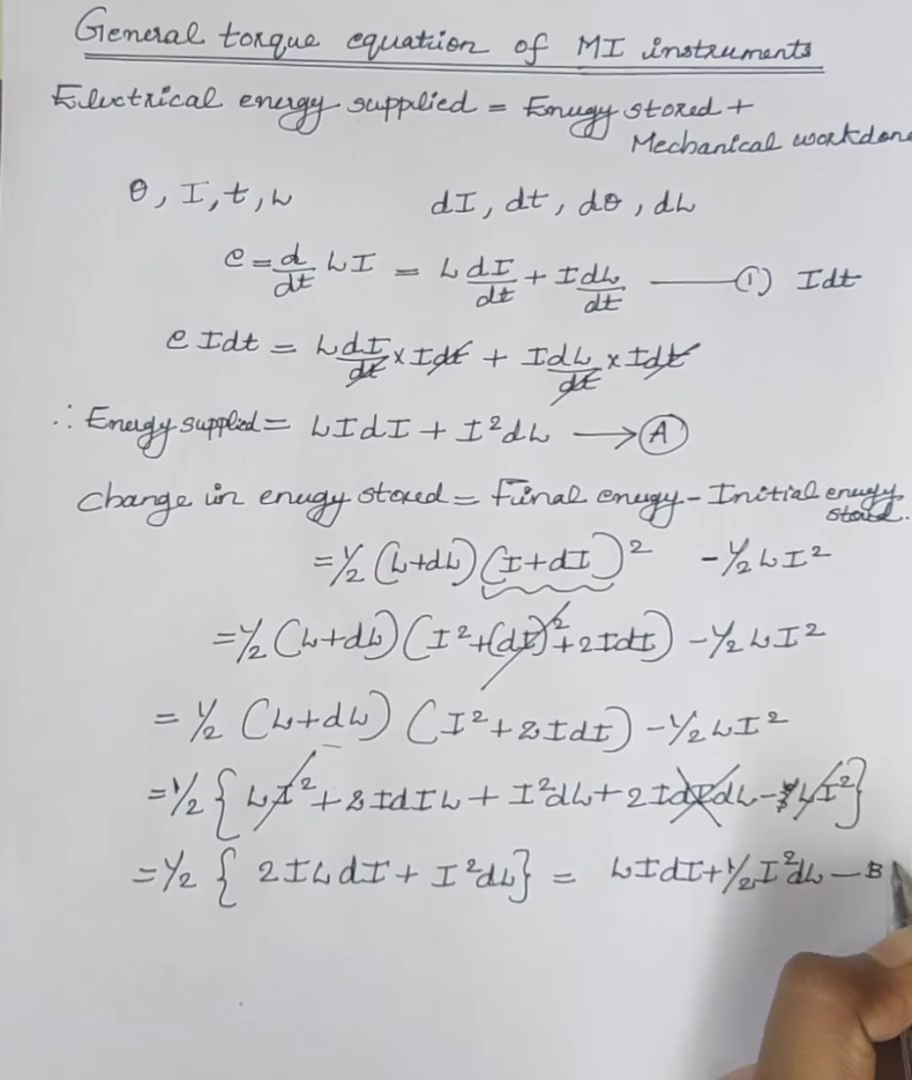 General torque equation of MI instruments
Electrical energy supplied = Energy stored +
Mechanical workdone
θ, I, t, L dI, dt, dθ, dL
e = d/dt LI = L dI/dt + I dL/dt —— ① Idt
e Idt = L dI/dt × Idt + I dL/dt × Idt
∴ Energy supplied = LIdI + I²dL → Ⓐ
Change in energy stored = Final energy - Initial energy
stored.
= 1/2 (L+dL) (I+dI)² - 1/2 LI²
= 1/2 (L+dL) (I²+(dI)²+2IdI) - 1/2 LI²
= 1/2 (L+dL) (I²+2IdI) - 1/2 LI²
= 1/2 { LI² + 2IdIL + I²dL + 2IdIdL - LI² }
= 1/2 { 2ILdI + I²dL } = LIdI + 1/2 I²dL — B